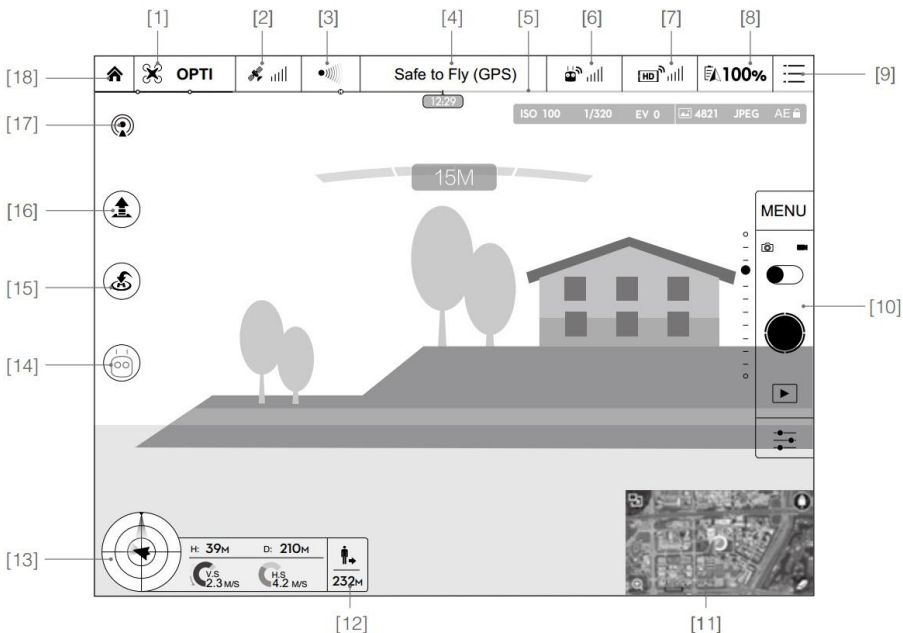 [1] [2] [3] [4] [5] [6] [7] [8]
[18] OPTI Safe to Fly (GPS) HD 100% [9]
12:29
[17] ISO 100 1/320 EV 0 4821 JPEG AE
15M
[16] MENU
[15]
[10]
[14]
H: 39M D: 210M
[13] V.S 2.3 M/S H.S 4.2 M/S 232M
[12] [11]